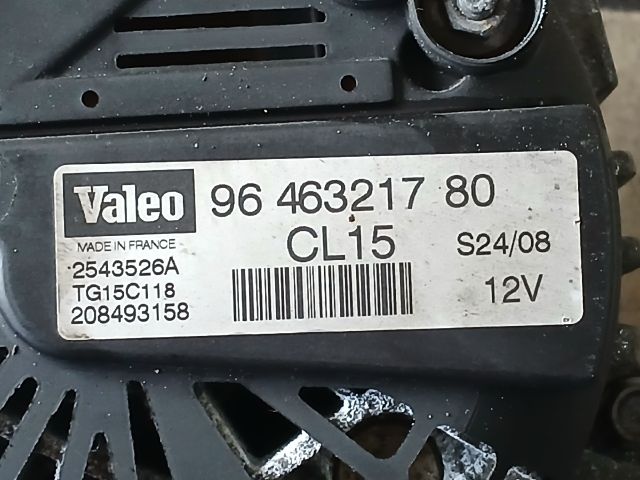 Valeo 96 463217 80
MADE IN FRANCE CL15 S24/08
2543526A
TG15C118 12V
208493158